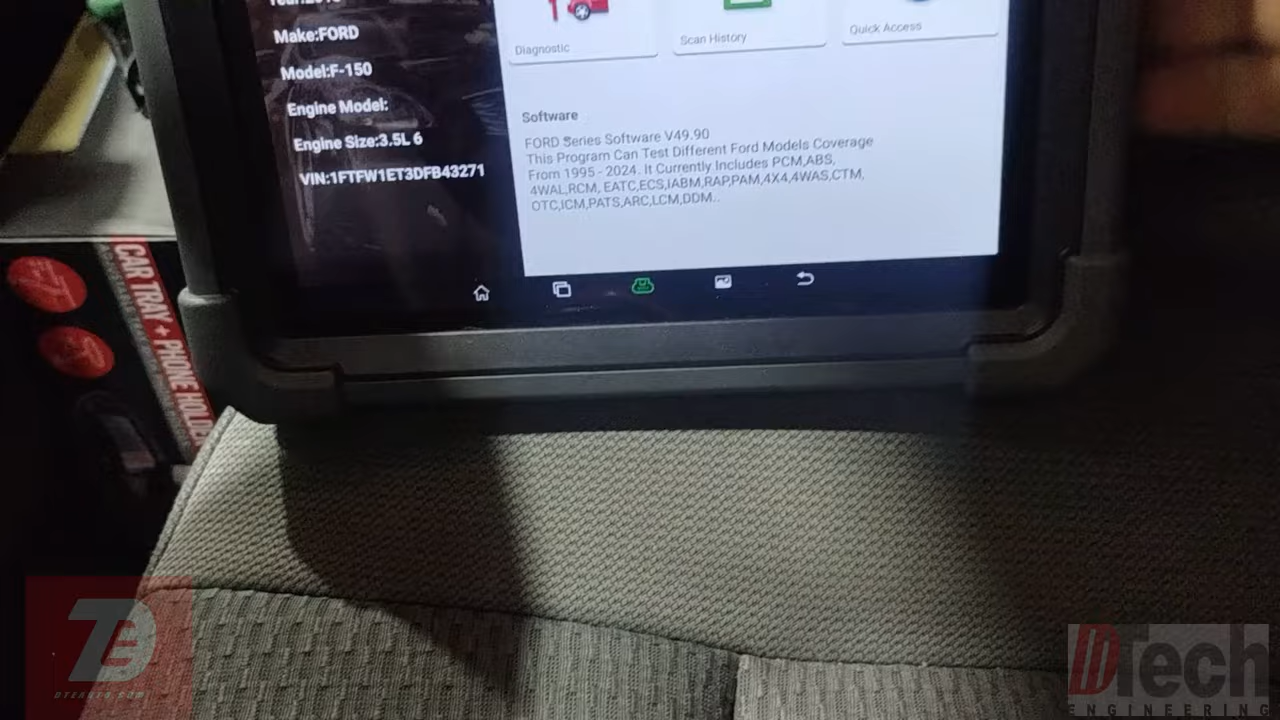 Make:FORD
Model:F-150
Engine Model:
Engine Size:3.5L 6
VIN:1FTFW1ET3DFB43271
Diagnostic
Scan History
Quick Access
Software
FORD Series Software V49.90
This Program Can Test Different Ford Models Coverage
From 1995 - 2024. It Currently Includes PCM,ABS,
4WAL,RCM, EATC,ECS,IABM,RAP,PAM,4X4,4WAS,CTM,
OTC,ICM,PATS,ARC,LCM,DDM..
CAR TRAY + PHONE HOLDER
DTEAUTO.COM
DTech
ENGINEERING